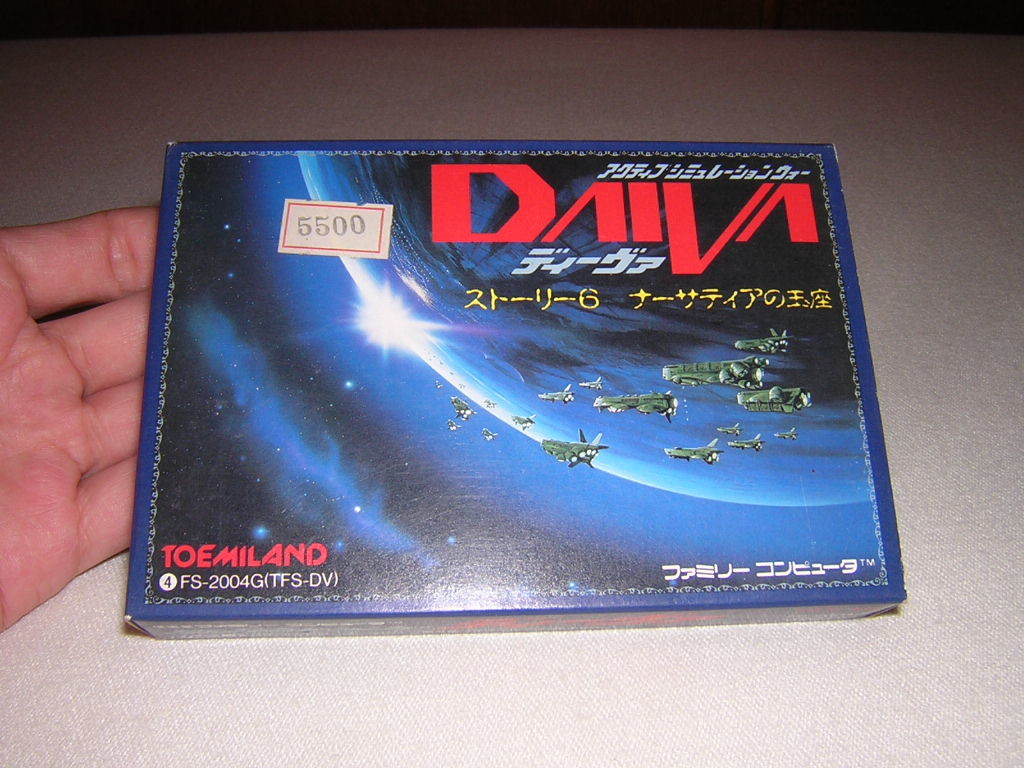 アクティブ・シミュレーションウォー
DAIVA
ディーヴァ
ストーリー6 ナーサティアの玉座
5500
TOEMILAND
4 FS-2004G(TFS-DV)
ファミリー コンピュータ™